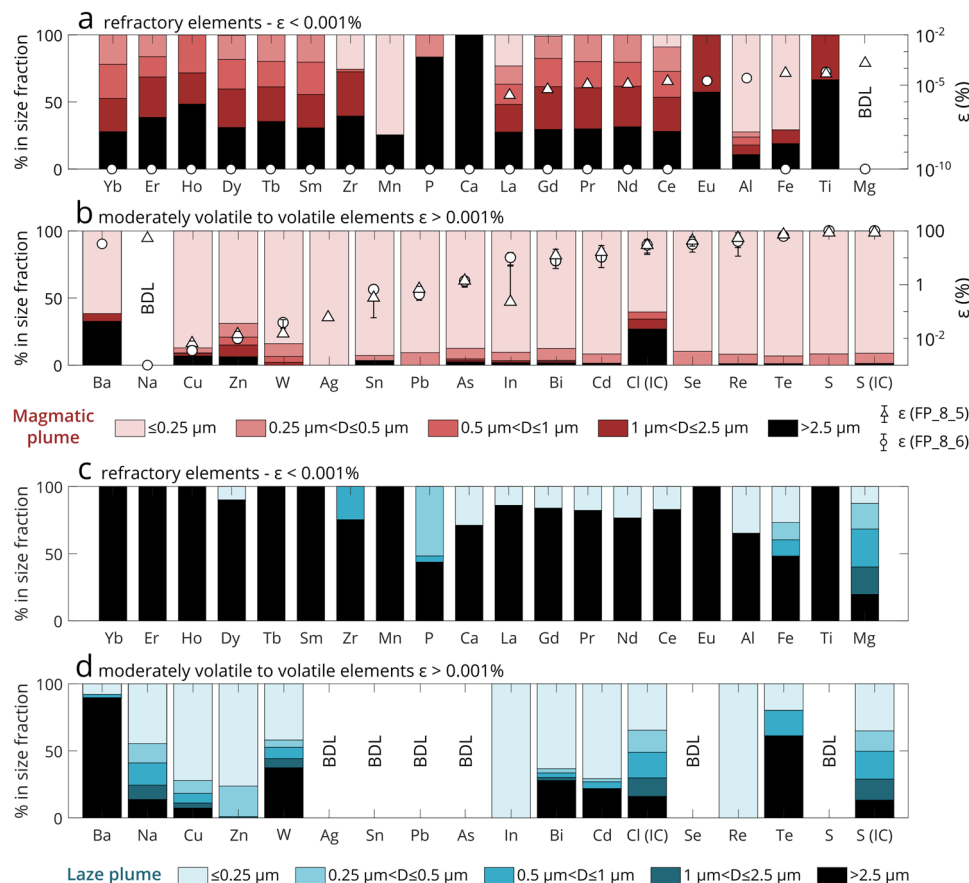 a refractory elements - ε < 0.001%
% in size fraction
100
50
0
10⁻²
10⁻⁵
10⁻¹⁰
ε (%)
BDL
Yb Er Ho Dy Tb Sm Zr Mn P Ca La Gd Pr Nd Ce Eu Al Fe Ti Mg
b moderately volatile to volatile elements ε > 0.001%
% in size fraction
100
50
0
100
1
10⁻²
ε (%)
BDL
Ba Na Cu Zn W Ag Sn Pb As In Bi Cd Cl (IC) Se Re Te S S (IC)
Magmatic
plume
≤0.25 μm 0.25 μm<D≤0.5 μm 0.5 μm<D≤1 μm 1 μm<D≤2.5 μm >2.5 μm
ε (FP_8_5)
ε (FP_8_6)
c refractory elements - ε < 0.001%
% in size fraction
100
50
0
Yb Er Ho Dy Tb Sm Zr Mn P Ca La Gd Pr Nd Ce Eu Al Fe Ti Mg
d moderately volatile to volatile elements ε > 0.001%
% in size fraction
100
50
0
BDL BDL BDL BDL BDL BDL
Ba Na Cu Zn W Ag Sn Pb As In Bi Cd Cl (IC) Se Re Te S S (IC)
Laze plume ≤0.25 μm 0.25 μm<D≤0.5 μm 0.5 μm<D≤1 μm 1 μm<D≤2.5 μm >2.5 μm